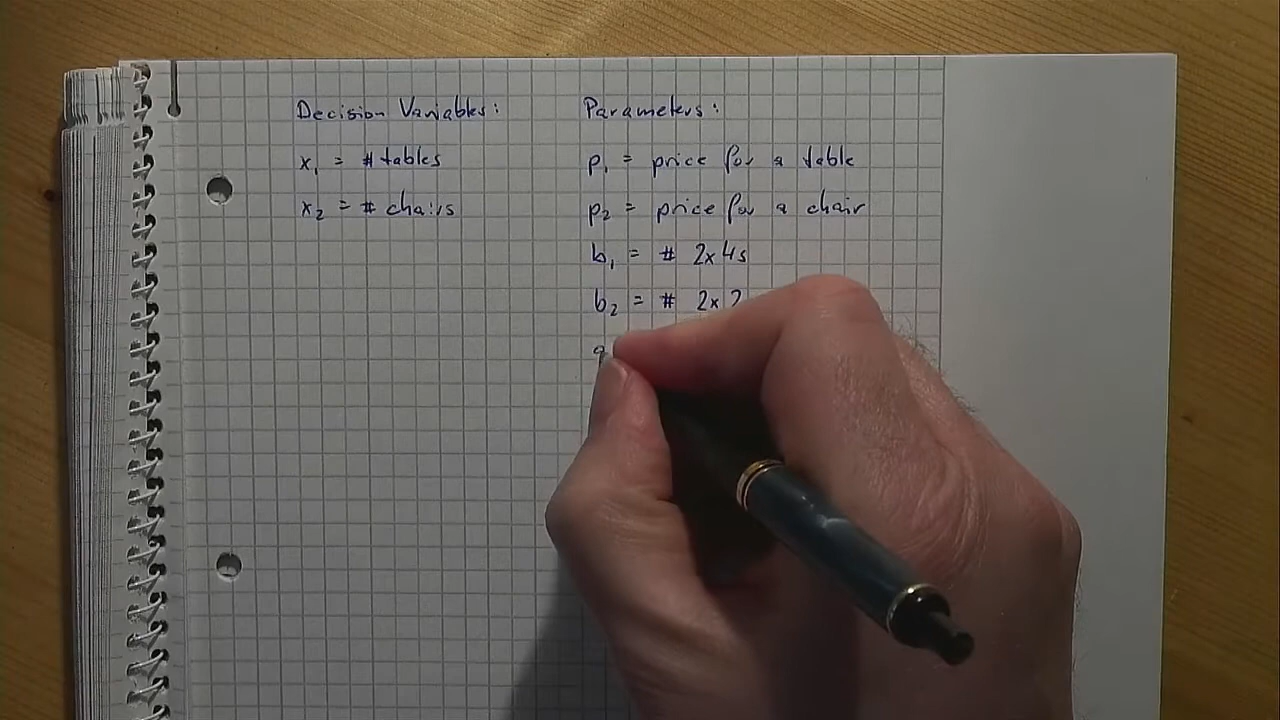 Decision Variables:
x₁ = # tables
x₂ = # chairs
Parameters:
p₁ = price for a table
p₂ = price for a chair
b₁ = # 2x4s
b₂ = # 2x2